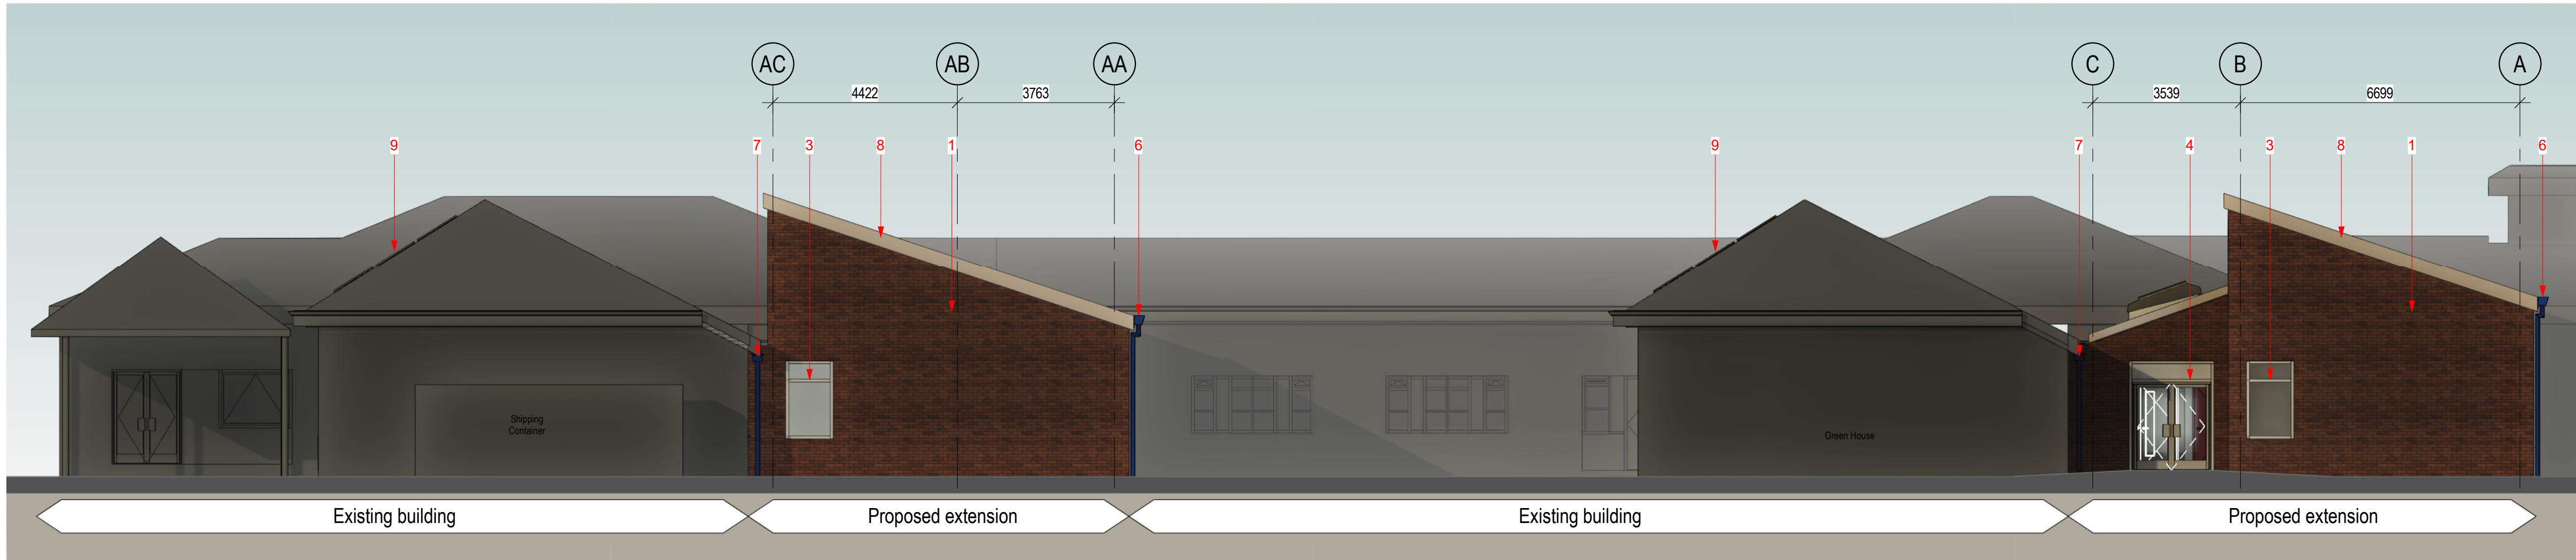 AC AB AA C B A
4422 3763 3539 6699
9 7 3 8 1 6 9 7 4 3 8 1 6
Shipping
Container
Green House
Existing building Proposed extension Existing building Proposed extension